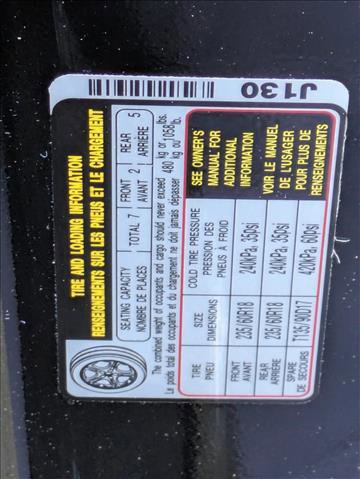 J130
TIRE AND LOADING INFORMATION
RENSEIGNEMENTS SUR LES PNEUS ET LE CHARGEMENT
SEATING CAPACITY TOTAL 7 FRONT 2 REAR 5
NOMBRE DE PLACES AVANT ARRIÈRE
The combined weight of occupants and cargo should never exceed 480 kg or 1058 lbs.
Le poids total des occupants et du chargement ne doit jamais dépasser 480 kg ou 1058 lb.
TIRE SIZE COLD TIRE PRESSURE
PNEU DIMENSIONS PRESSION DES PNEUS À FROID
FRONT AVANT 235/60R18 240KPa, 35psi
REAR ARRIÈRE 235/60R18 240KPa, 35psi
SPARE DE SECOURS T135/90D17 420KPa, 60psi
SEE OWNER'S
MANUAL FOR
ADDITIONAL
INFORMATION
VOIR LE MANUEL
DE L'USAGER
POUR PLUS DE
RENSEIGNEMENTS